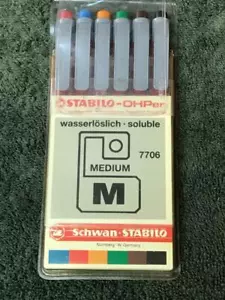 STABILO-OHPen
wasserlöslich · soluble
7706
MEDIUM
M
Schwan-STABILO
Nürnberg · W. Germany